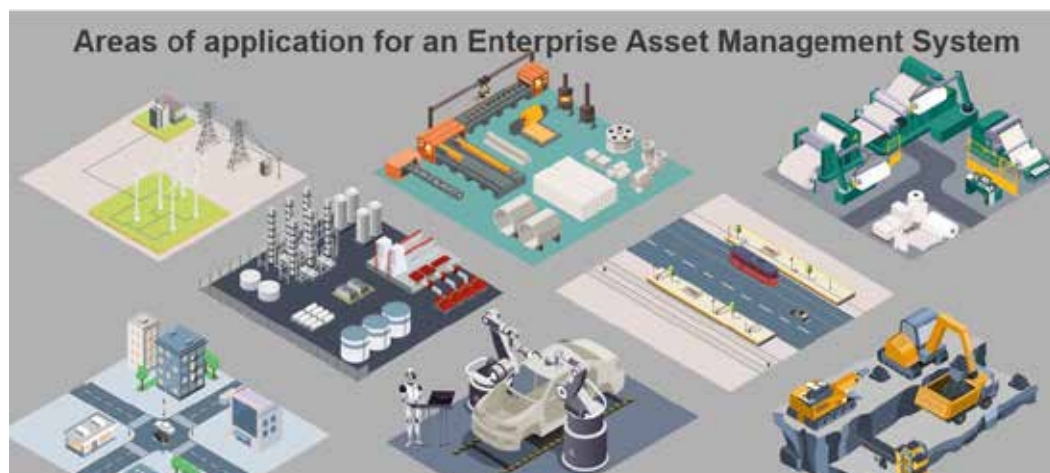 Areas of application for an Enterprise Asset Management System